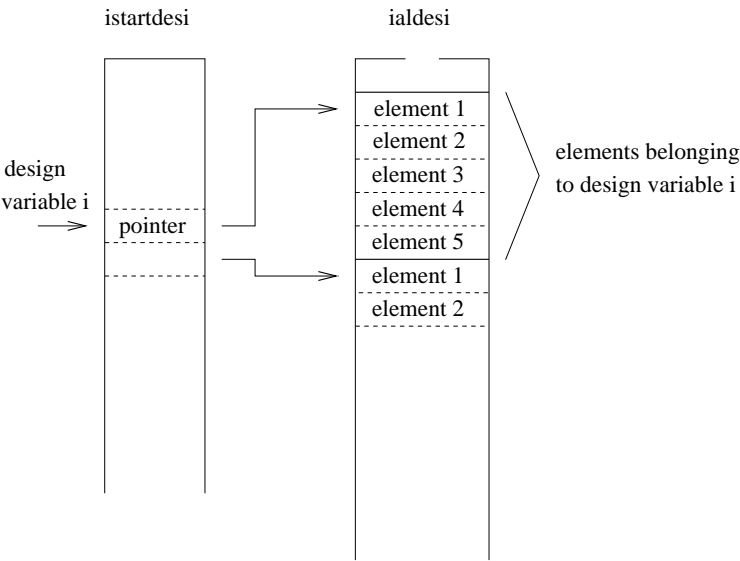 istartdesi
ialdesi
design
variable i
pointer
element 1
element 2
element 3
element 4
element 5
element 1
element 2
elements belonging
to design variable i